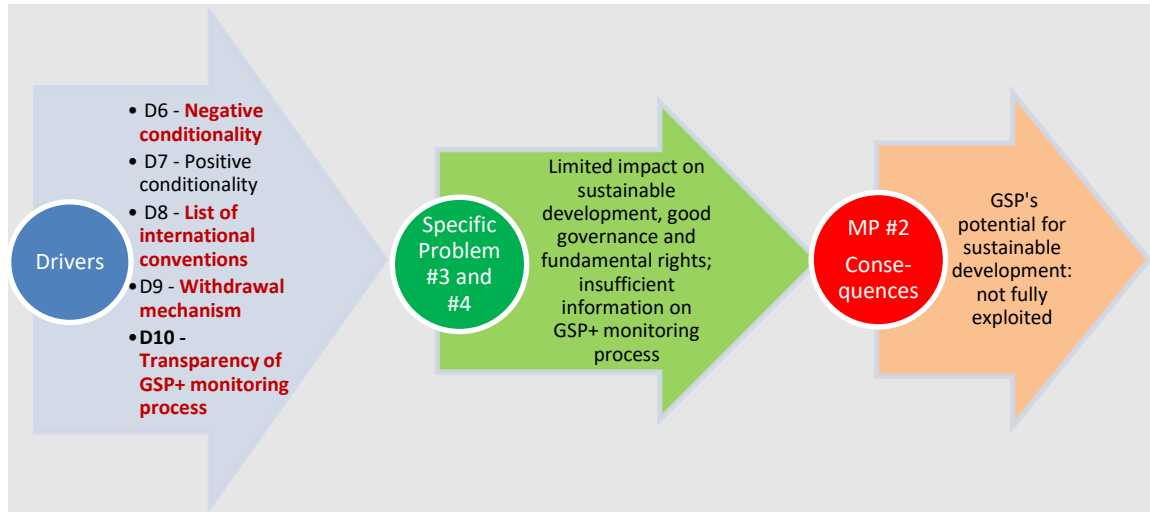 Drivers
• D6 - Negative
conditionality
• D7 - Positive
conditionality
• D8 - List of
international
conventions
• D9 - Withdrawal
mechanism
• D10 -
Transparency of
GSP+ monitoring
process
Specific
Problem
#3 and
#4
Limited impact on
sustainable
development, good
governance and
fundamental rights;
insufficient
information on
GSP+ monitoring
process
MP #2
Conse-
quences
GSP's
potential for
sustainable
development:
not fully
exploited